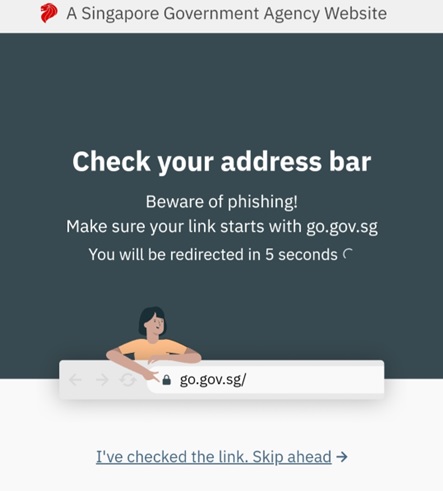 A Singapore Government Agency Website
Check your address bar
Beware of phishing!
Make sure your link starts with go.gov.sg
You will be redirected in 5 seconds
go.gov.sg/
I've checked the link. Skip ahead →